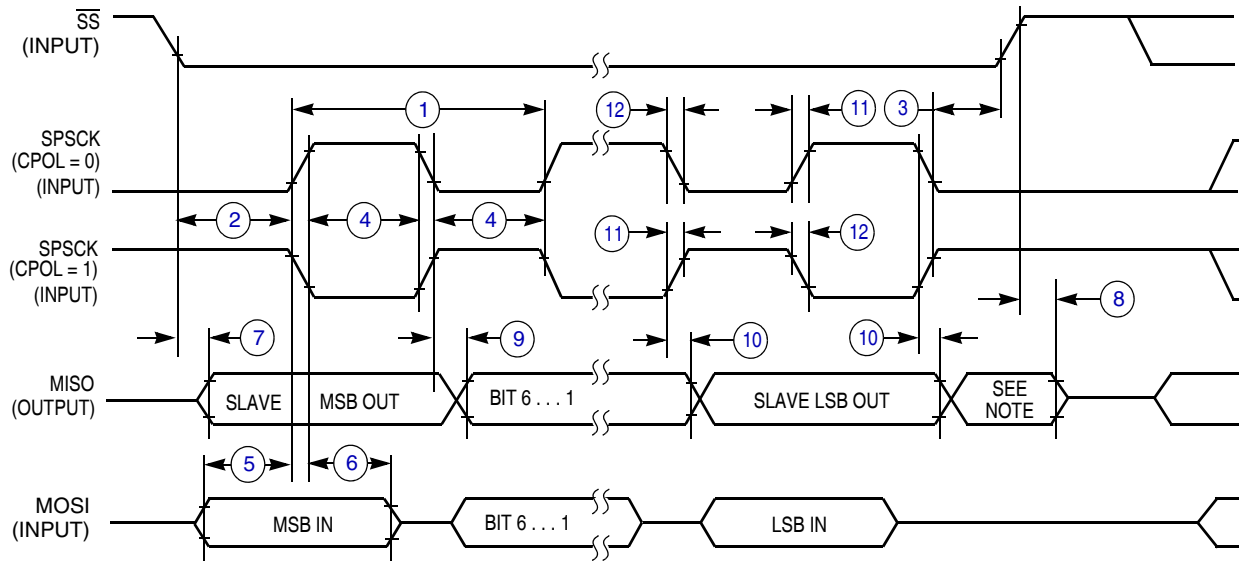 SS
(INPUT)
1
12
11
3
SPSCK
(CPOL = 0)
(INPUT)
2
4
4
11
12
SPSCK
(CPOL = 1)
(INPUT)
8
7
9
10
10
MISO
(OUTPUT)
SLAVE
MSB OUT
BIT 6 . . . 1
SLAVE LSB OUT
SEE
NOTE
5
6
MOSI
(INPUT)
MSB IN
BIT 6 . . . 1
LSB IN